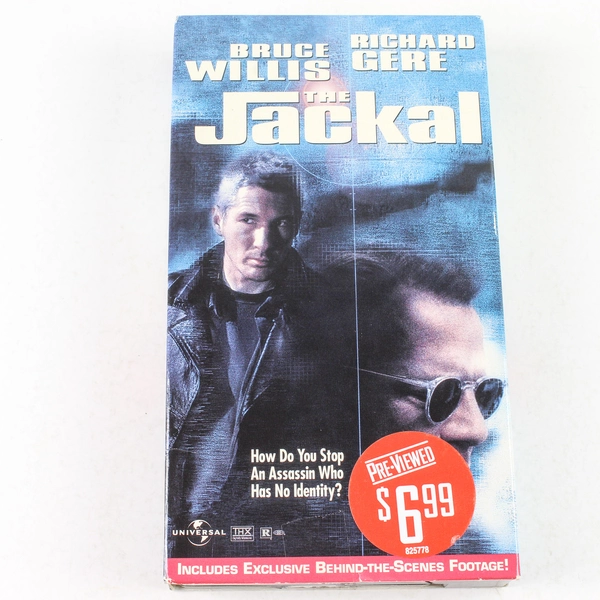 BRUCE WILLIS
RICHARD GERE
THE
Jackal
How Do You Stop
An Assassin Who
Has No Identity?
PRE-VIEWED
$6.99
825778
UNIVERSAL
THX
R
INCLUDES EXCLUSIVE BEHIND-THE-SCENES FOOTAGE!